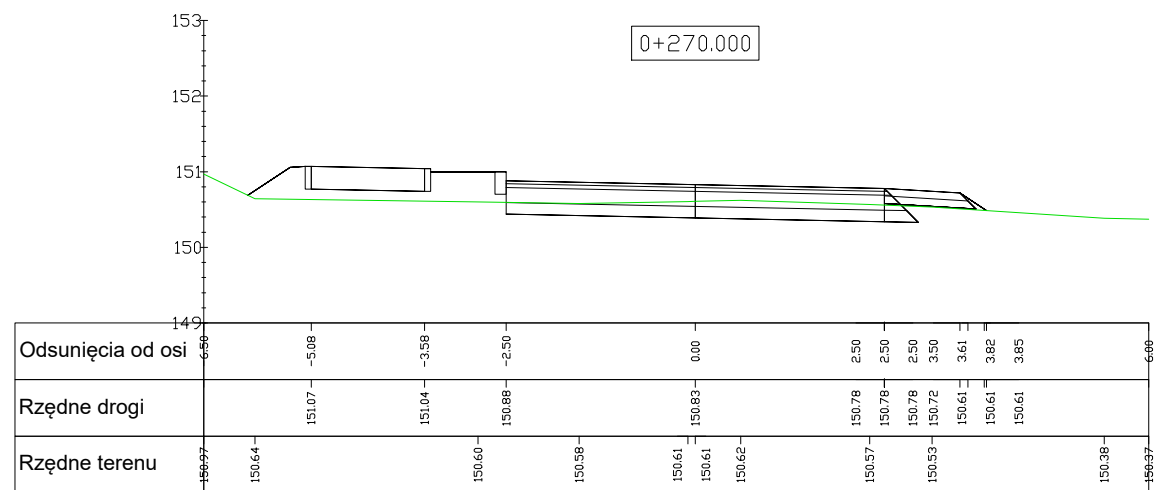 153
0+270.000
152
151
150
149
Odsunięcia od osi -6.50 -5.08 -3.58 -2.50 0.00 2.50 2.50 2.50 3.50 3.61 3.82 3.85 6.00
Rzędne drogi 151.07 151.04 150.88 150.83 150.78 150.78 150.78 150.72 150.61 150.61 150.61
Rzędne terenu 150.97 150.64 150.60 150.58 150.61 150.61 150.62 150.57 150.53 150.38 150.37